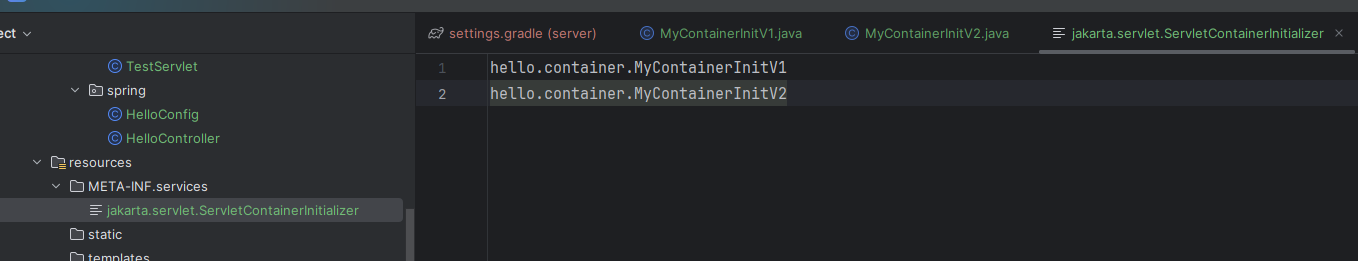 ect
settings.gradle (server)
MyContainerInitV1.java
MyContainerInitV2.java
jakarta.servlet.ServletContainerInitializer
TestServlet
spring
HelloConfig
HelloController
resources
META-INF.services
jakarta.servlet.ServletContainerInitializer
static
templates
1 hello.container.MyContainerInitV1
2 hello.container.MyContainerInitV2